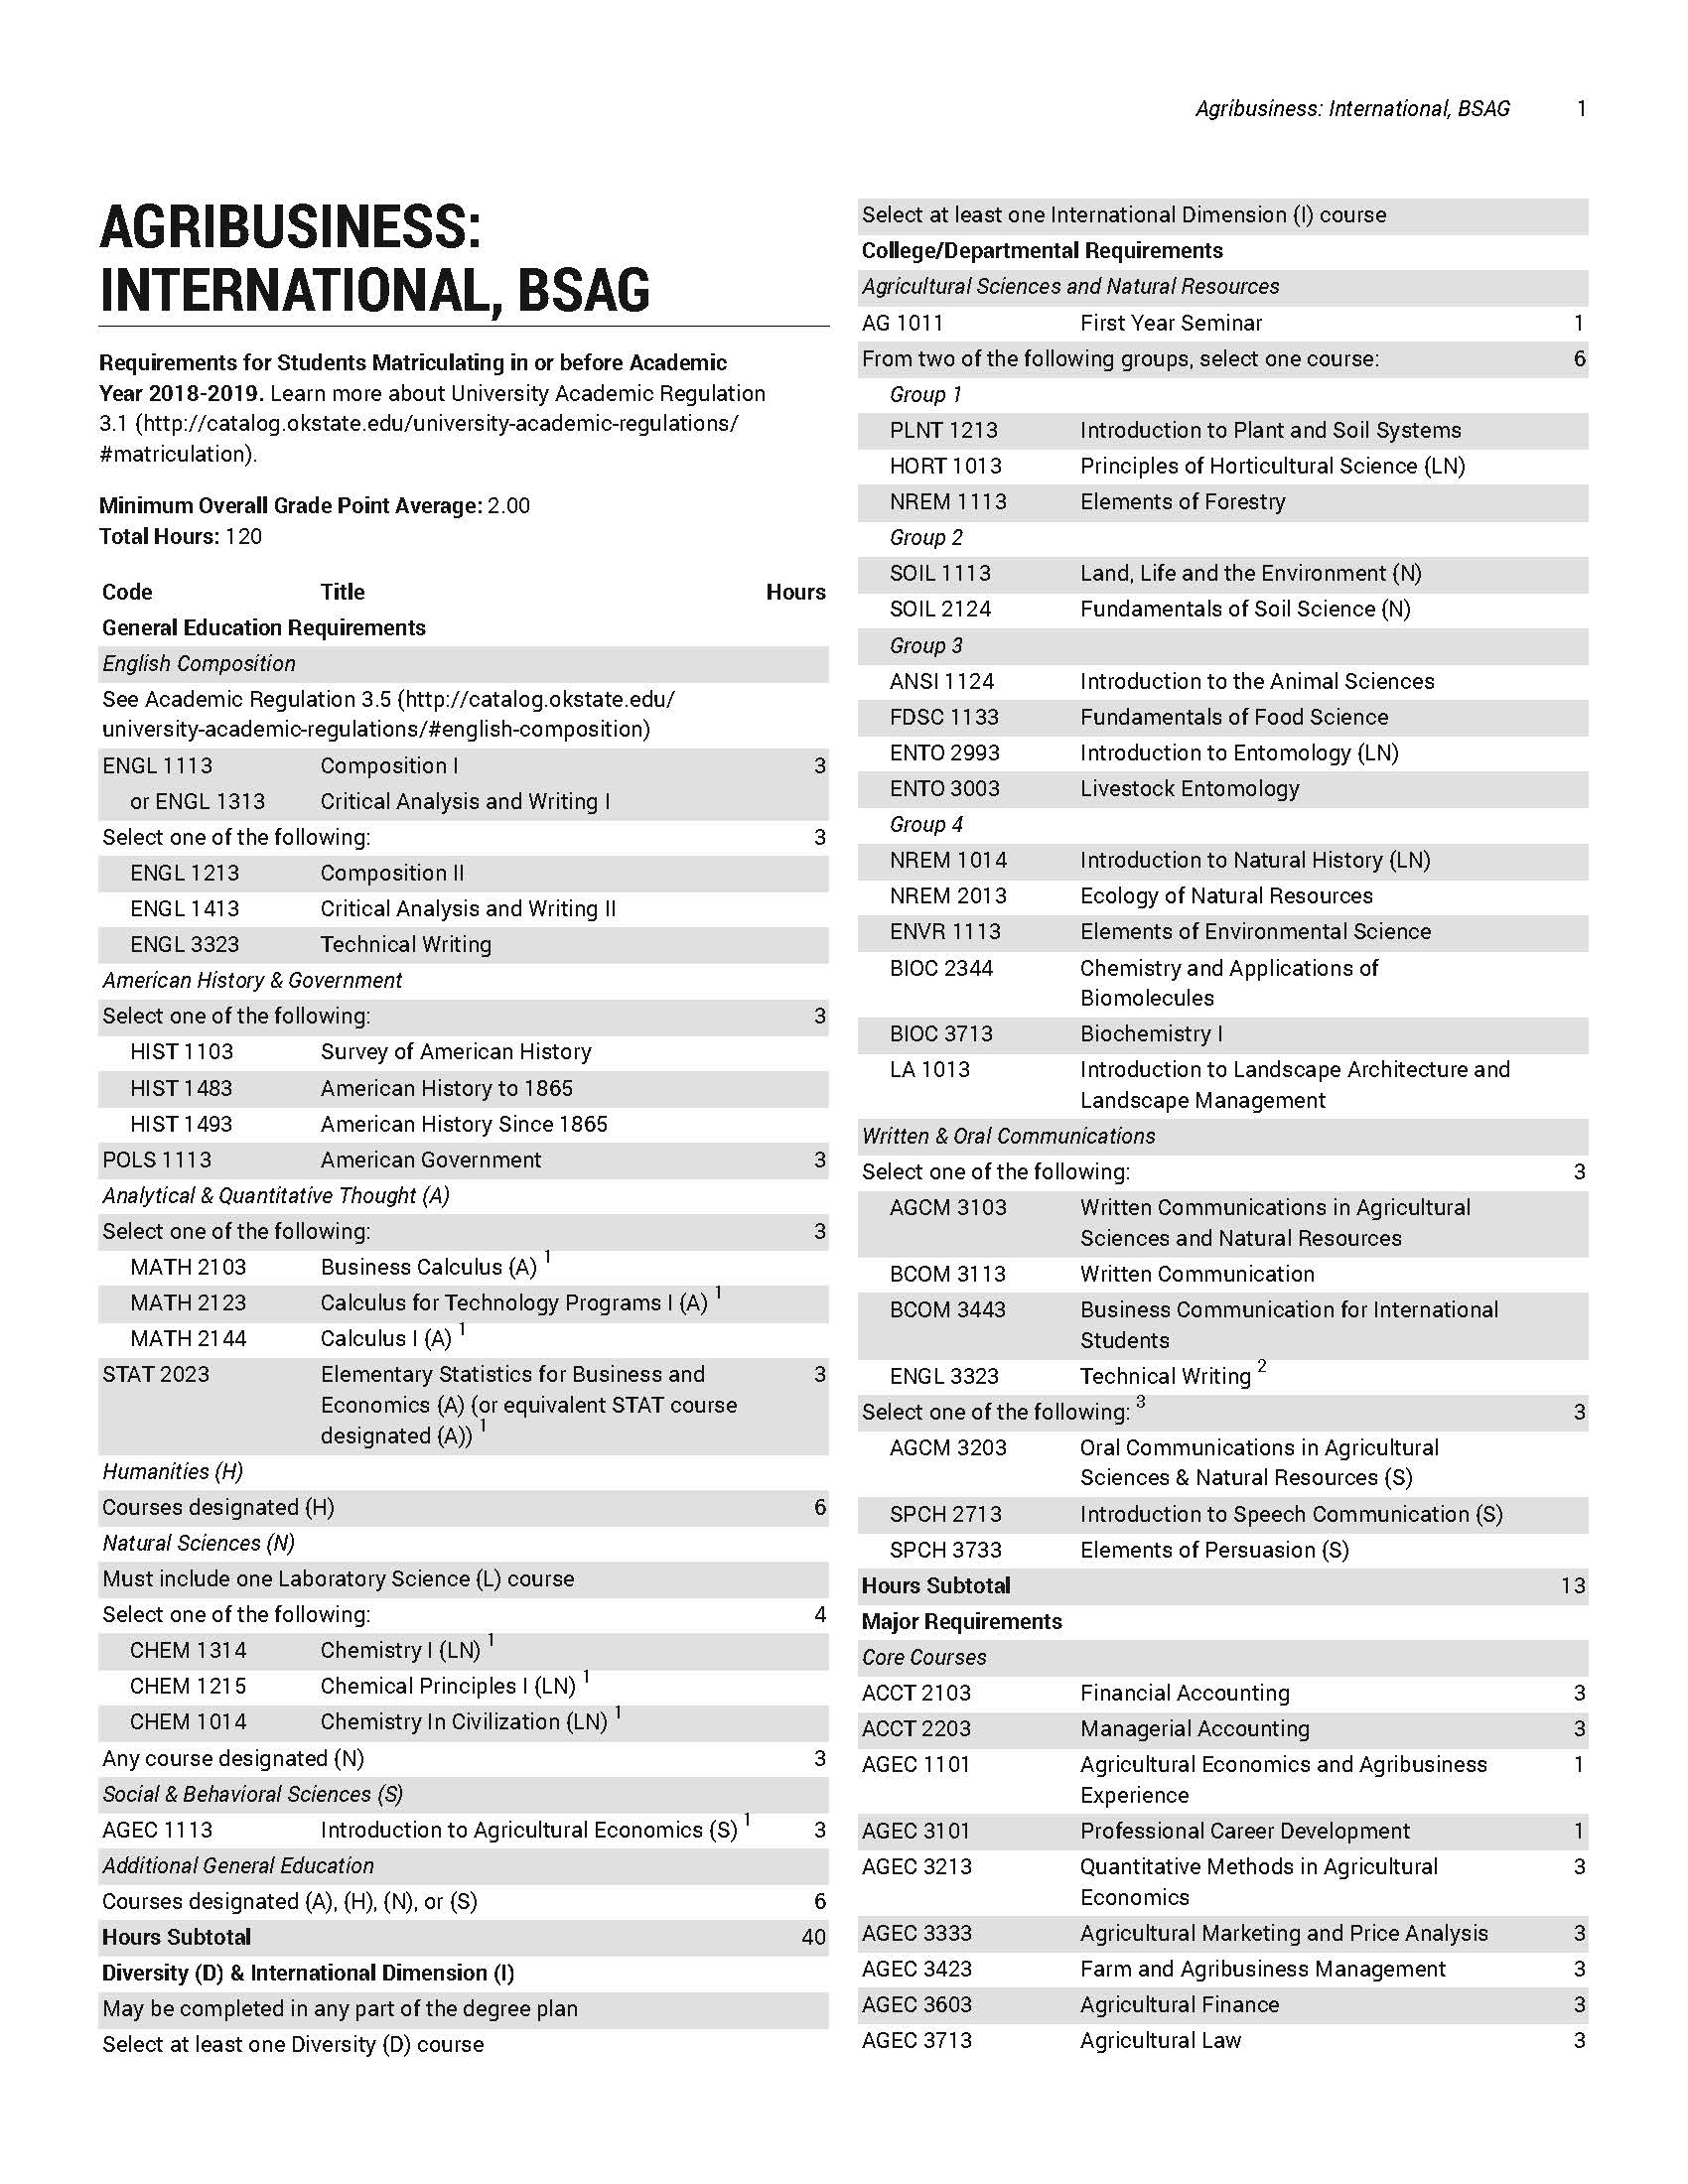 Agribusiness: International, BSAG 1
AGRIBUSINESS:
INTERNATIONAL, BSAG
Requirements for Students Matriculating in or before Academic
Year 2018-2019. Learn more about University Academic Regulation
3.1 (http://catalog.okstate.edu/university-academic-regulations/
#matriculation).
Minimum Overall Grade Point Average: 2.00
Total Hours: 120
Code Title Hours
General Education Requirements
English Composition
See Academic Regulation 3.5 (http://catalog.okstate.edu/
university-academic-regulations/#english-composition)
ENGL 1113 Composition I 3
or ENGL 1313 Critical Analysis and Writing I
Select one of the following: 3
ENGL 1213 Composition II
ENGL 1413 Critical Analysis and Writing II
ENGL 3323 Technical Writing
American History & Government
Select one of the following: 3
HIST 1103 Survey of American History
HIST 1483 American History to 1865
HIST 1493 American History Since 1865
POLS 1113 American Government 3
Analytical & Quantitative Thought (A)
Select one of the following: 3
MATH 2103 Business Calculus (A) 1
MATH 2123 Calculus for Technology Programs I (A) 1
MATH 2144 Calculus I (A) 1
STAT 2023 Elementary Statistics for Business and 3
Economics (A) (or equivalent STAT course
designated (A)) 1
Humanities (H)
Courses designated (H) 6
Natural Sciences (N)
Must include one Laboratory Science (L) course
Select one of the following: 4
CHEM 1314 Chemistry I (LN) 1
CHEM 1215 Chemical Principles I (LN) 1
CHEM 1014 Chemistry In Civilization (LN) 1
Any course designated (N) 3
Social & Behavioral Sciences (S)
AGEC 1113 Introduction to Agricultural Economics (S) 1 3
Additional General Education
Courses designated (A), (H), (N), or (S) 6
Hours Subtotal 40
Diversity (D) & International Dimension (I)
May be completed in any part of the degree plan
Select at least one Diversity (D) course
Select at least one International Dimension (I) course
College/Departmental Requirements
Agricultural Sciences and Natural Resources
AG 1011 First Year Seminar 1
From two of the following groups, select one course: 6
Group 1
PLNT 1213 Introduction to Plant and Soil Systems
HORT 1013 Principles of Horticultural Science (LN)
NREM 1113 Elements of Forestry
Group 2
SOIL 1113 Land, Life and the Environment (N)
SOIL 2124 Fundamentals of Soil Science (N)
Group 3
ANSI 1124 Introduction to the Animal Sciences
FDSC 1133 Fundamentals of Food Science
ENTO 2993 Introduction to Entomology (LN)
ENTO 3003 Livestock Entomology
Group 4
NREM 1014 Introduction to Natural History (LN)
NREM 2013 Ecology of Natural Resources
ENVR 1113 Elements of Environmental Science
BIOC 2344 Chemistry and Applications of
Biomolecules
BIOC 3713 Biochemistry I
LA 1013 Introduction to Landscape Architecture and
Landscape Management
Written & Oral Communications
Select one of the following: 3
AGCM 3103 Written Communications in Agricultural
Sciences and Natural Resources
BCOM 3113 Written Communication
BCOM 3443 Business Communication for International
Students
ENGL 3323 Technical Writing 2
Select one of the following: 3 3
AGCM 3203 Oral Communications in Agricultural
Sciences & Natural Resources (S)
SPCH 2713 Introduction to Speech Communication (S)
SPCH 3733 Elements of Persuasion (S)
Hours Subtotal 13
Major Requirements
Core Courses
ACCT 2103 Financial Accounting 3
ACCT 2203 Managerial Accounting 3
AGEC 1101 Agricultural Economics and Agribusiness 1
Experience
AGEC 3101 Professional Career Development 1
AGEC 3213 Quantitative Methods in Agricultural 3
Economics
AGEC 3333 Agricultural Marketing and Price Analysis 3
AGEC 3423 Farm and Agribusiness Management 3
AGEC 3603 Agricultural Finance 3
AGEC 3713 Agricultural Law 3